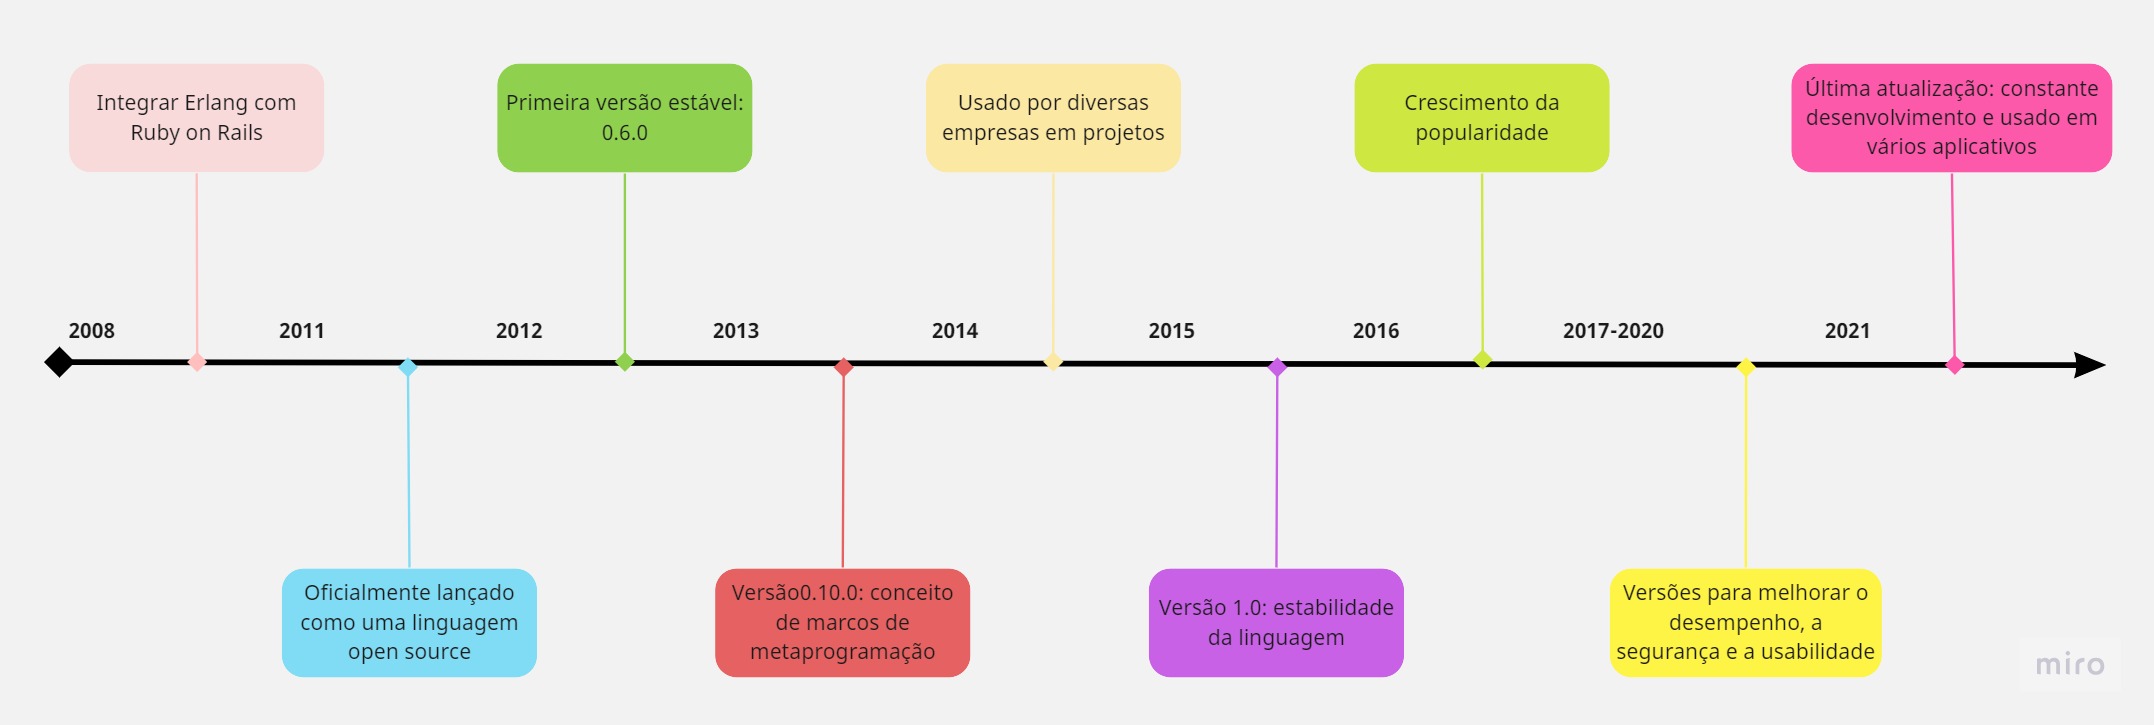 Integrar Erlang com
Ruby on Rails
Primeira versão estável:
0.6.0
Usado por diversas
empresas em projetos
Crescimento da
popularidade
Última atualização: constante
desenvolvimento e usado em
vários aplicativos
2008
2011
2012
2013
2014
2015
2016
2017-2020
2021
Oficialmente lançado
como uma linguagem
open source
Versão0.10.0: conceito
de marcos de
metaprogramação
Versão 1.0: estabilidade
da linguagem
Versões para melhorar o
desempenho, a
segurança e a usabilidade
miro